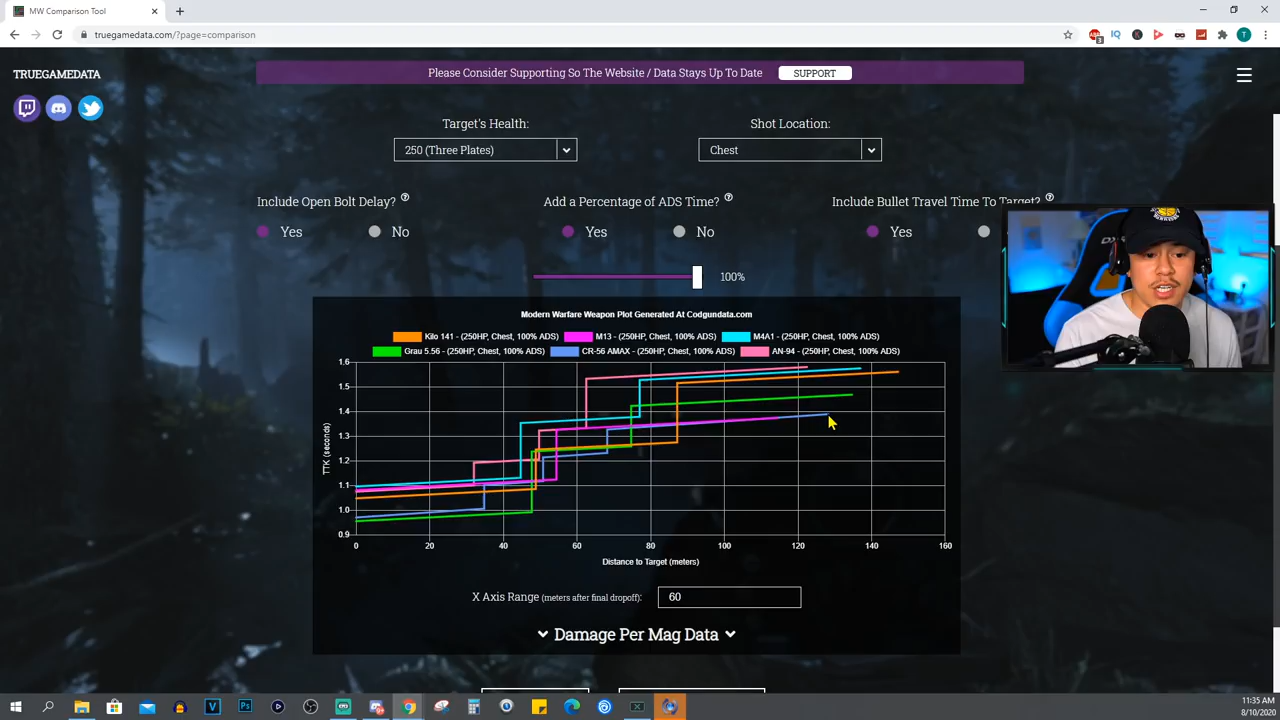 MW Comparison Tool
truegamedata.com/?page=comparison
TRUEGAMEDATA
Please Consider Supporting So The Website / Data Stays Up To Date
SUPPORT
Target's Health:
Shot Location:
250 (Three Plates)
Chest
Include Open Bolt Delay?
Add a Percentage of ADS Time?
Include Bullet Travel Time To Target?
Yes
No
Yes
No
Yes
100%
Modern Warfare Weapon Plot Generated At Codgundata.com
Kilo 141 - (250HP, Chest, 100% ADS)
M13 - (250HP, Chest, 100% ADS)
M4A1 - (250HP, Chest, 100% ADS)
Grau 5.56 - (250HP, Chest, 100% ADS)
CR-56 AMAX - (250HP, Chest, 100% ADS)
AN-94 - (250HP, Chest, 100% ADS)
1.6
1.5
1.4
1.3
1.2
1.1
1.0
0.9
TTK (seconds)
0 20 40 60 80 100 120 140 160
Distance to Target (meters)
X Axis Range (meters after final dropoff):
60
Damage Per Mag Data
11:35 AM
8/10/2020